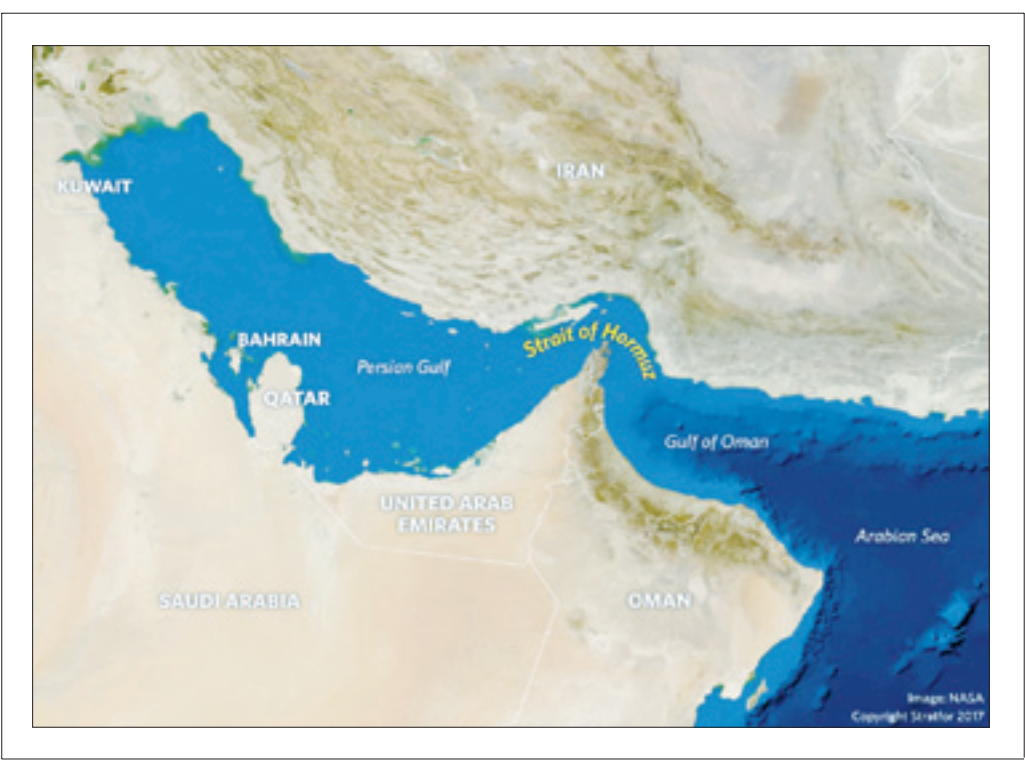 IRAN
KUWAIT
Strait of Hormuz
BAHRAIN
Persian Gulf
QATAR
Gulf of Oman
UNITED ARAB
EMIRATES
Arabian Sea
SAUDI ARABIA
OMAN
Image: NASA
Copyright Stratfor 2017